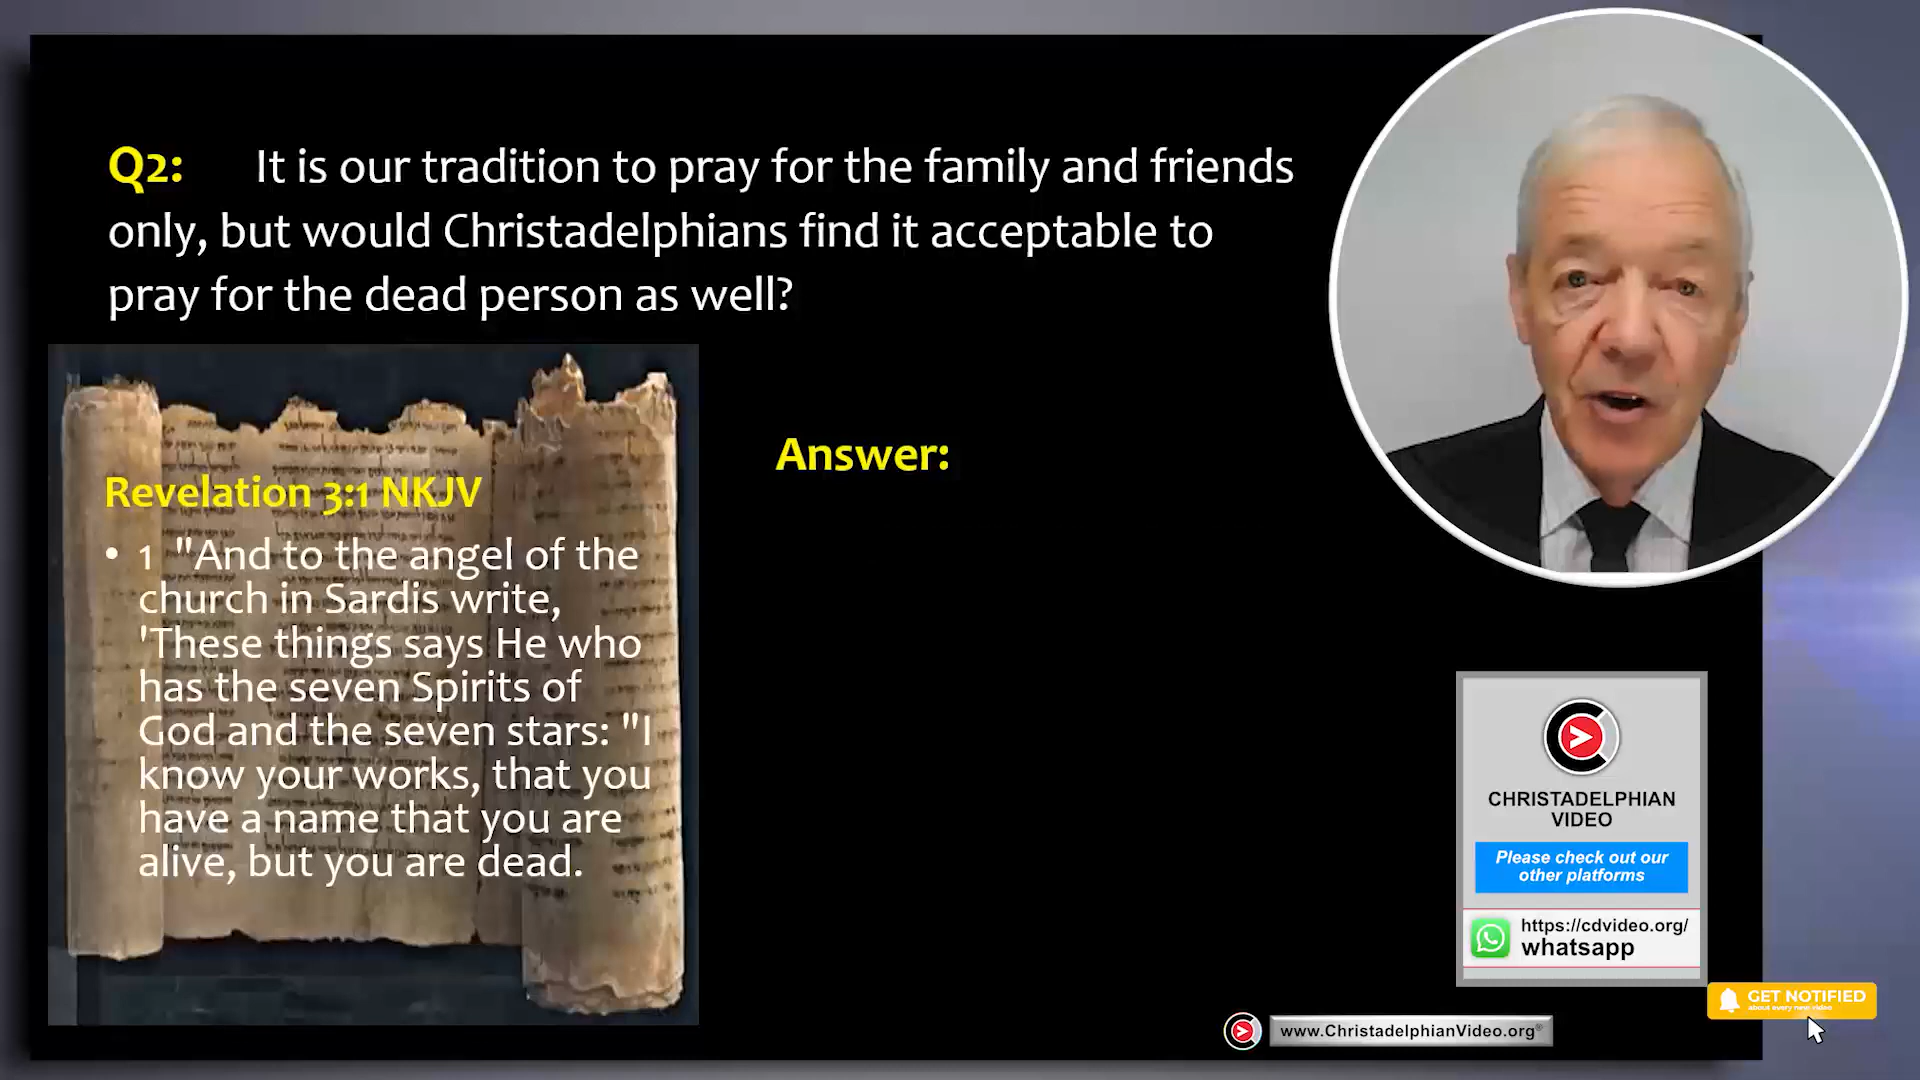 Q2: It is our tradition to pray for the family and friends
only, but would Christadelphians find it acceptable to
pray for the dead person as well?
Answer:
Revelation 3:1 NKJV
• 1 "And to the angel of the
church in Sardis write,
'These things says He who
has the seven Spirits of
God and the seven stars: "I
know your works, that you
have a name that you are
alive, but you are dead.
CHRISTADELPHIAN
VIDEO
Please check out our
other platforms
https://cdvideo.org/
whatsapp
GET NOTIFIED
about every new video
www.ChristadelphianVideo.org®